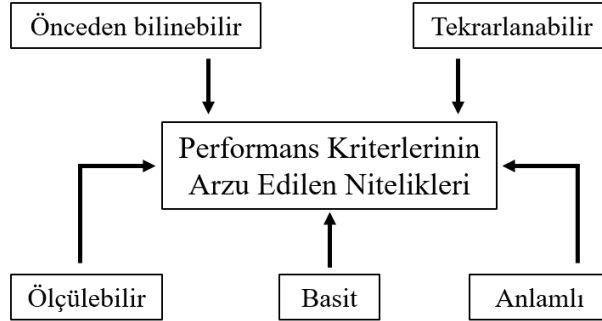 Önceden bilinebilir
Tekrarlanabilir
Performans Kriterlerinin
Arzu Edilen Nitelikleri
Ölçülebilir
Basit
Anlamlı